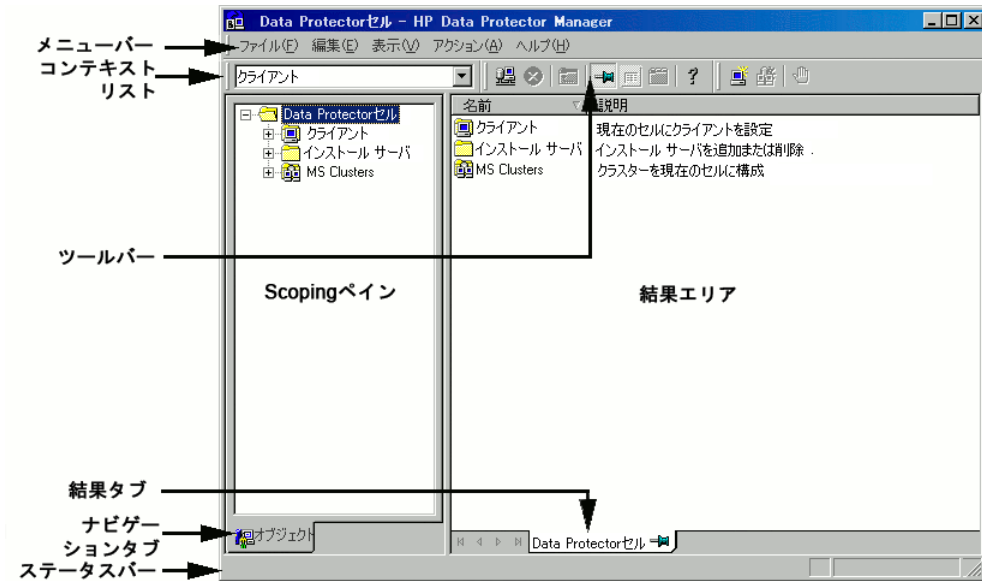 Data Protectorセル - HP Data Protector Manager
メニューバー
ファイル(F) 編集(E) 表示(V) アクション(A) ヘルプ(H)
コンテキスト
リスト
クライアント
?
Data Protectorセル
クライアント
インストール サーバ
MS Clusters
名前 説明
クライアント 現在のセルにクライアントを設定
インストール サーバ インストール サーバを追加または削除 .
MS Clusters クラスターを現在のセルに構成
ツールバー
Scopingペイン
結果エリア
結果タブ
ナビゲー
ションタブ
オブジェクト
Data Protectorセル
ステータスバー